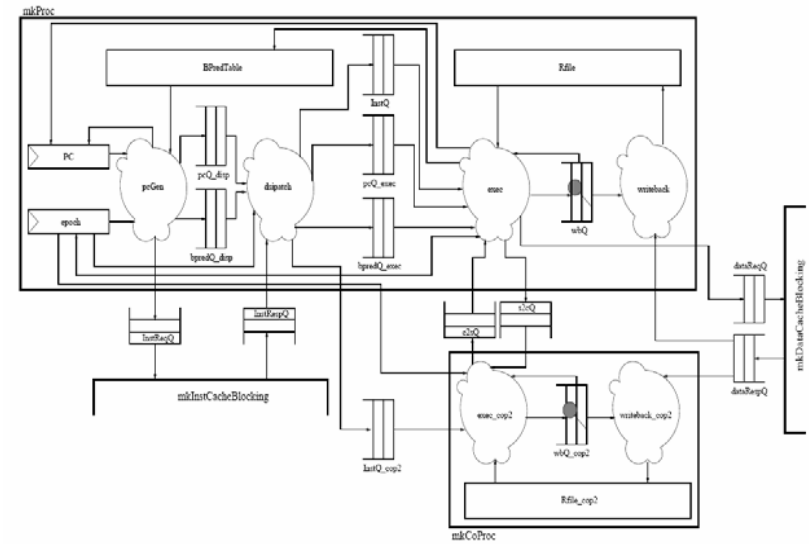 mkProc
BPredTable
InstQ
Rfile
PC
pcGen
pcQ_disp
dispatch
pcQ_exec
exec
wbQ
writeback
epoch
bpredQ_disp
bpredQ_exec
dataReqQ
InstReqQ
InstRespQ
s2cQ
mkInstCacheBlocking
InstQ_cop2
exec_cop2
wbQ_cop2
writeback_cop2
dataRespQ
mkDataCacheBlocking
Rfile_cop2
mkCoProc